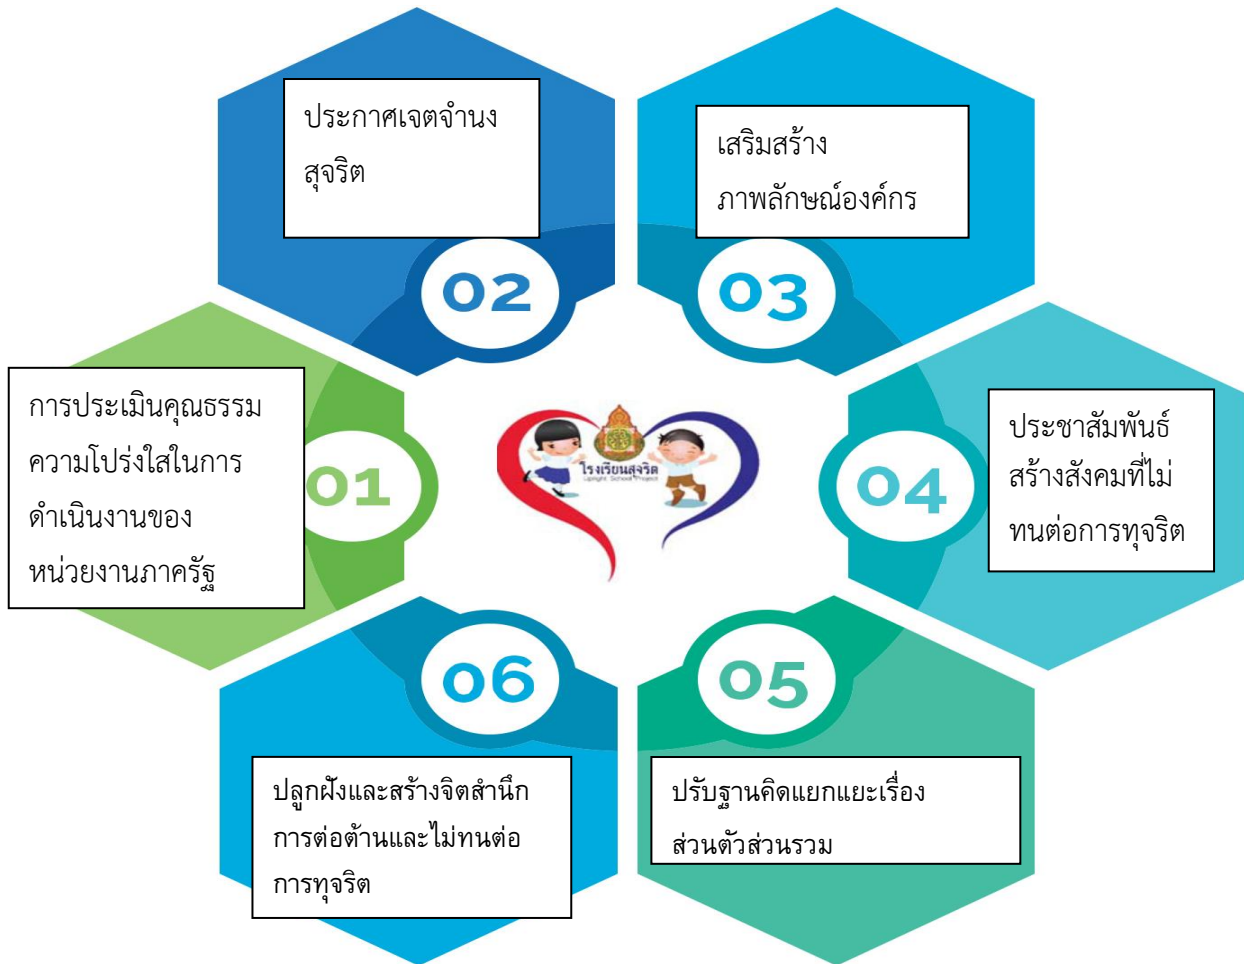 ประกาศเจตจำนง
สุจริต
02
เสริมสร้าง
ภาพลักษณ์องค์กร
03
การประเมินคุณธรรม
ความโปร่งใสในการ
ดำเนินงานของ
หน่วยงานภาครัฐ
01
โรงเรียนสุจริต
Upright School Project
04
ประชาสัมพันธ์
สร้างสังคมที่ไม่
ทนต่อการทุจริต
06
ปลูกฝังและสร้างจิตสำนึก
การต่อต้านและไม่ทนต่อ
การทุจริต
05
ปรับฐานคิดแยกแยะเรื่อง
ส่วนตัวส่วนรวม